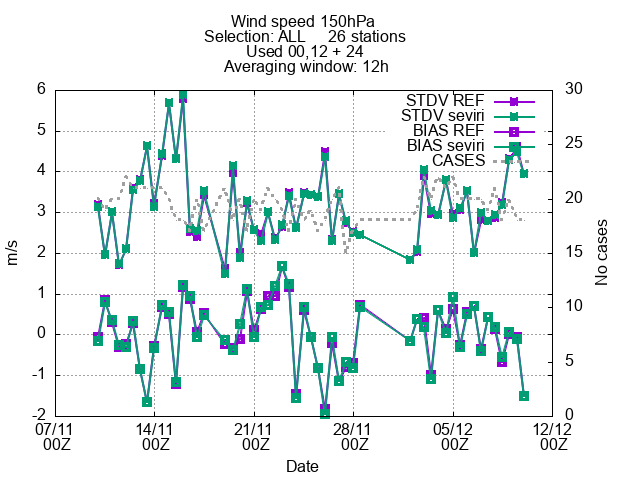 Wind speed 150hPa
Selection: ALL 26 stations
Used 00,12 + 24
Averaging window: 12h
STDV REF
STDV seviri
BIAS REF
BIAS seviri
CASES
6
5
4
3
2
1
0
-1
-2
m/s
30
25
20
15
10
5
0
No cases
07/11 14/11 21/11 28/11 05/12 12/12
00Z 00Z 00Z 00Z 00Z 00Z
Date